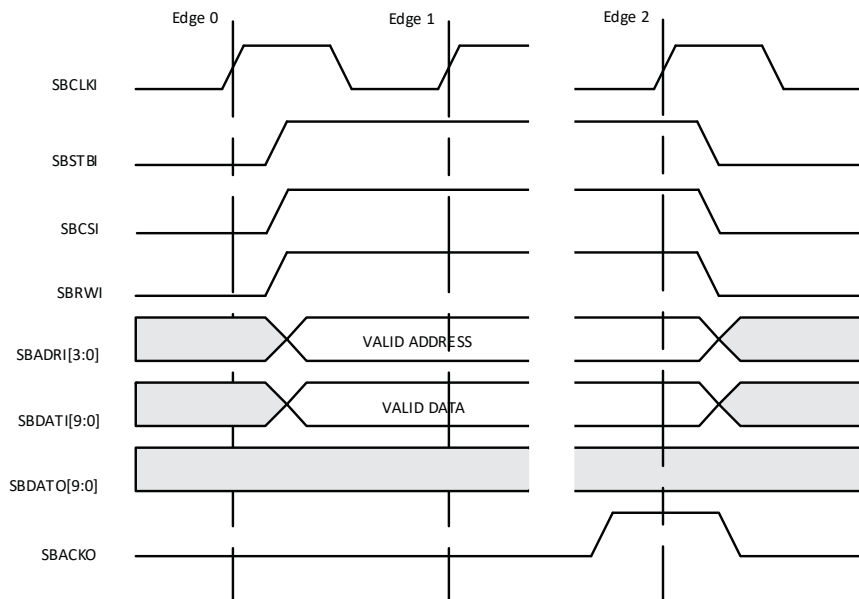 Edge 0
Edge 1
Edge 2
SBCLKI
SBSTBI
SBCSI
SBRWI
SBADRI[3:0]
VALID ADDRESS
SBDATI[9:0]
VALID DATA
SBDATO[9:0]
SBACKO